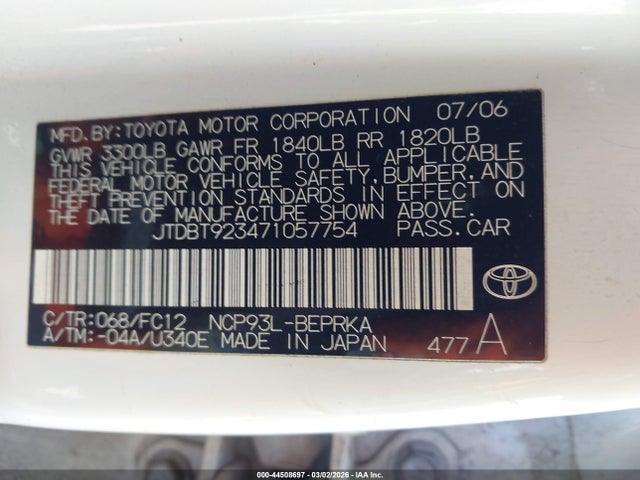 MFD. BY: TOYOTA MOTOR CORPORATION 07/06
GVWR 3300LB GAWR FR 1840LB RR 1820LB
THIS VEHICLE CONFORMS TO ALL APPLICABLE
FEDERAL MOTOR VEHICLE SAFETY, BUMPER, AND
THEFT PREVENTION STANDARDS IN EFFECT ON
THE DATE OF MANUFACTURE SHOWN ABOVE.
JTDBT923471057754 PASS. CAR
C/TR: 068/FC12 NCP93L-BEPRKA
A/TM: -04A/U340E MADE IN JAPAN 477 A
000-44508697 - 03/02/2026 - IAA Inc.